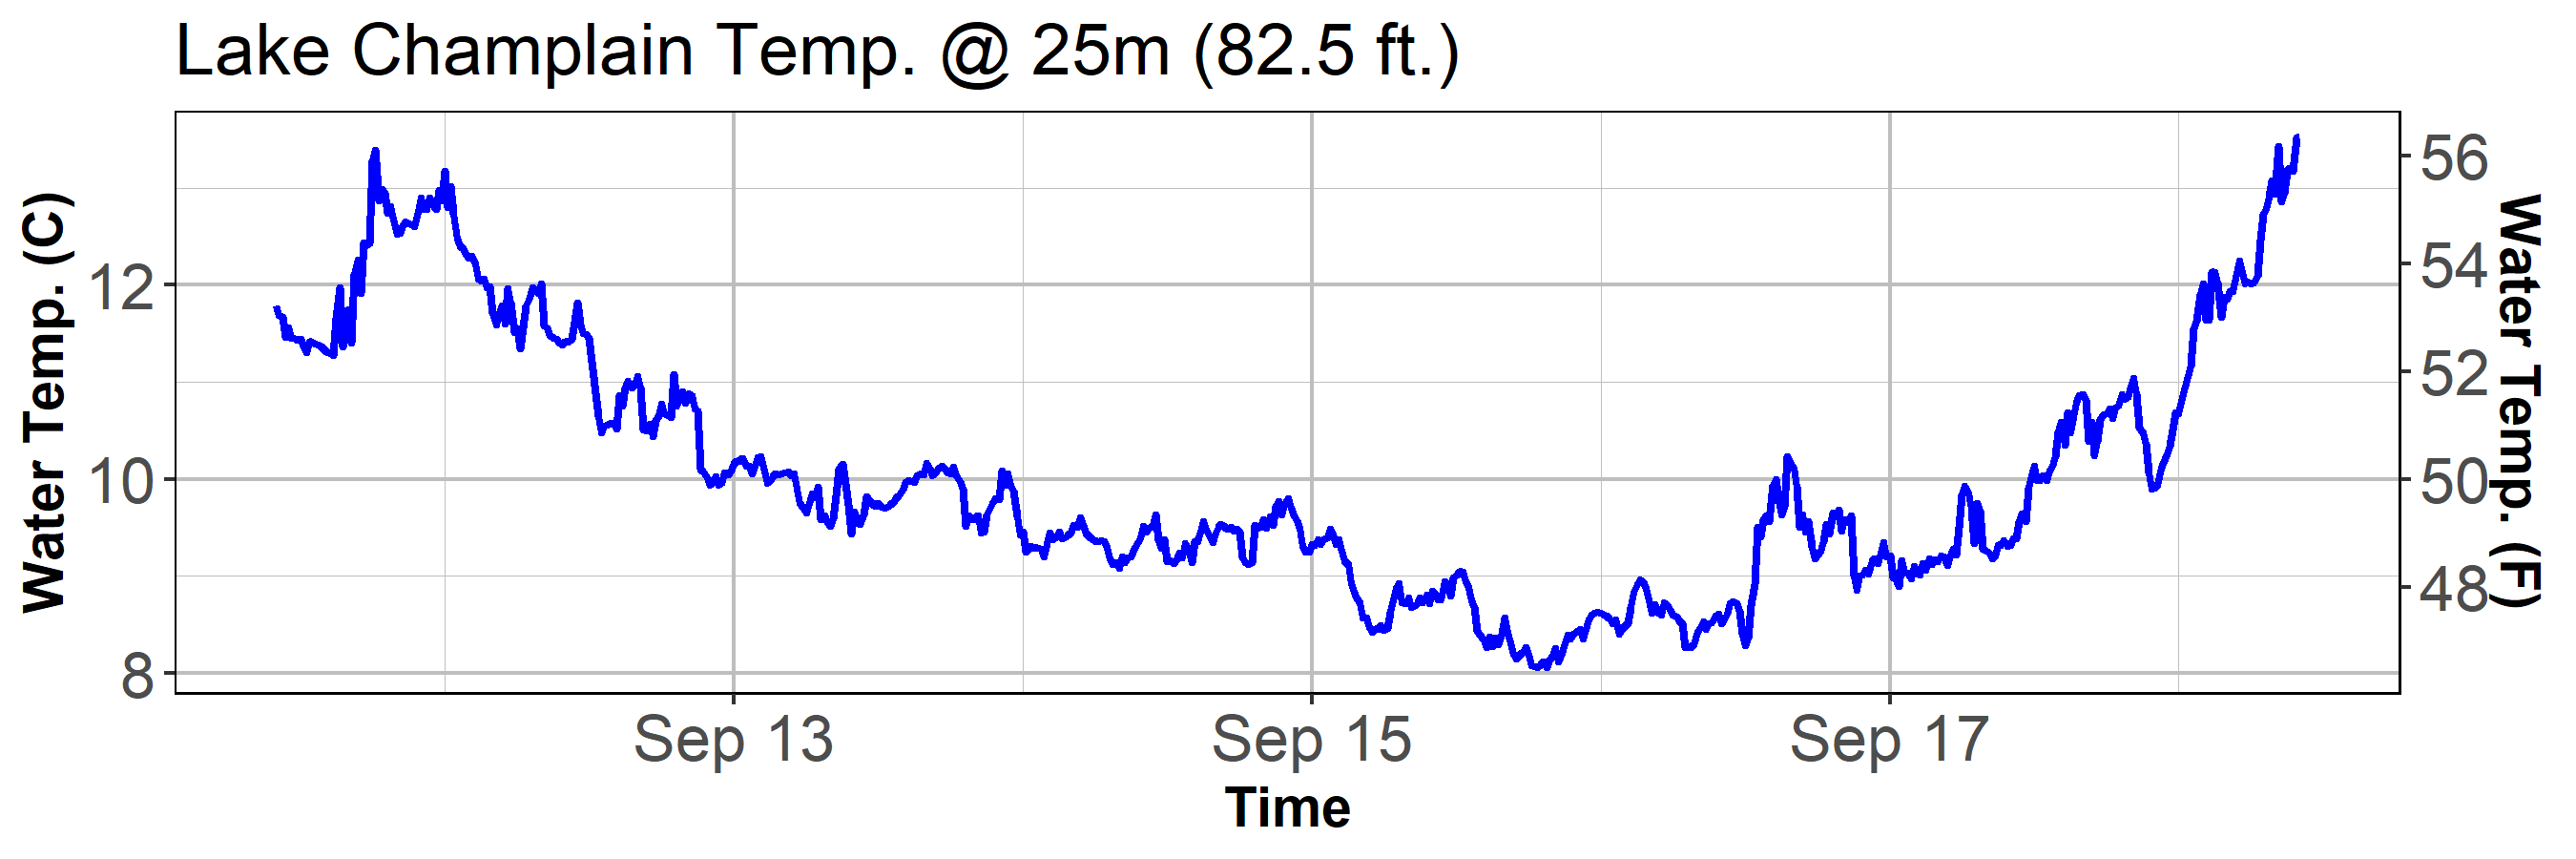 Lake Champlain Temp. @ 25m (82.5 ft.)
Water Temp. (C)
12
10
8
56
54
52
50
48
Water Temp. (F)
Sep 13
Sep 15
Sep 17
Time